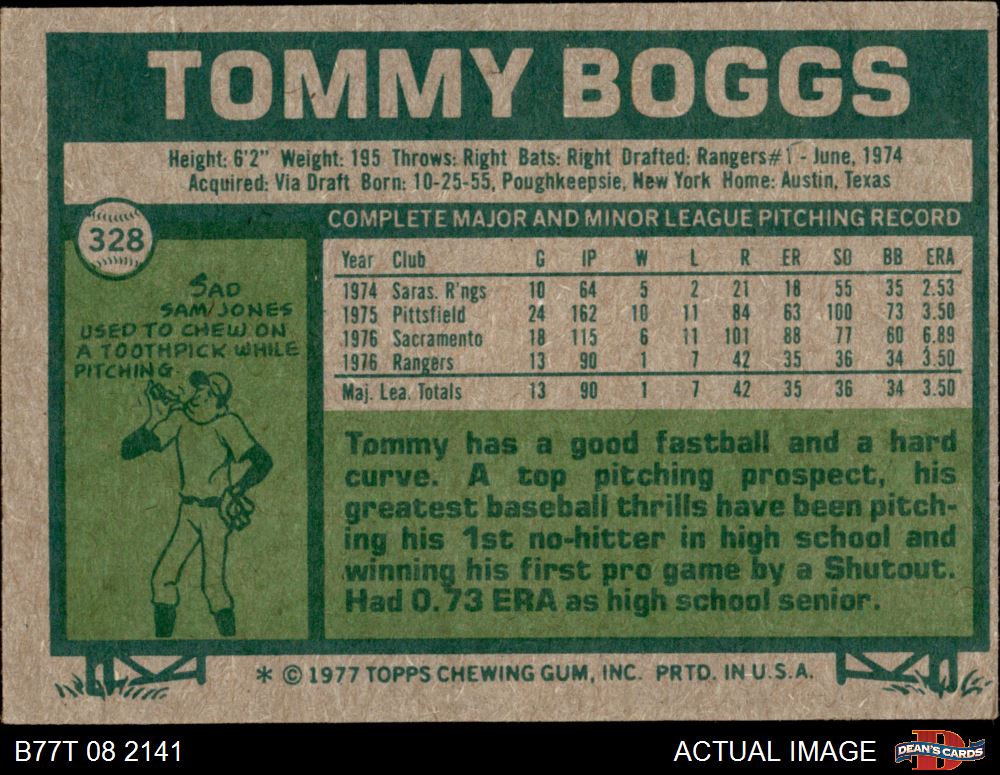 TOMMY BOGGS
Height: 6'2" Weight: 195 Throws: Right Bats: Right Drafted: Rangers#1 - June, 1974
Acquired: Via Draft Born: 10-25-55, Poughkeepsie, New York Home: Austin, Texas
328
COMPLETE MAJOR AND MINOR LEAGUE PITCHING RECORD
Year Club G IP W L R ER SO BB ERA
1974 Saras. R'ngs 10 64 5 2 21 18 55 35 2.53
1975 Pittsfield 24 162 10 11 84 63 100 73 3.50
1976 Sacramento 18 115 6 11 101 88 77 60 6.89
1976 Rangers 13 90 1 7 42 35 36 34 3.50
Maj. Lea. Totals 13 90 1 7 42 35 36 34 3.50
SAD
SAM JONES
USED TO CHEW ON
A TOOTHPICK WHILE
PITCHING.
Tommy has a good fastball and a hard
curve. A top pitching prospect, his
greatest baseball thrills have been pitch-
ing his 1st no-hitter in high school and
winning his first pro game by a Shutout.
Had 0.73 ERA as high school senior.
* © 1977 TOPPS CHEWING GUM, INC. PRTD. IN U.S.A.
B77T 08 2141
ACTUAL IMAGE
D
DEAN'S CARDS